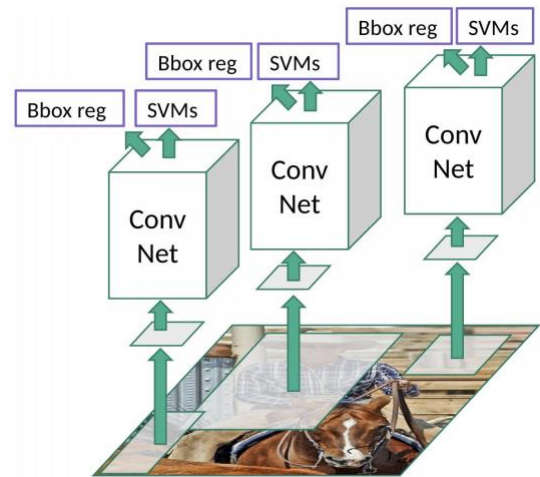 Bbox reg SVMs
Bbox reg SVMs
Bbox reg SVMs
Conv
Net
Conv
Net
Conv
Net